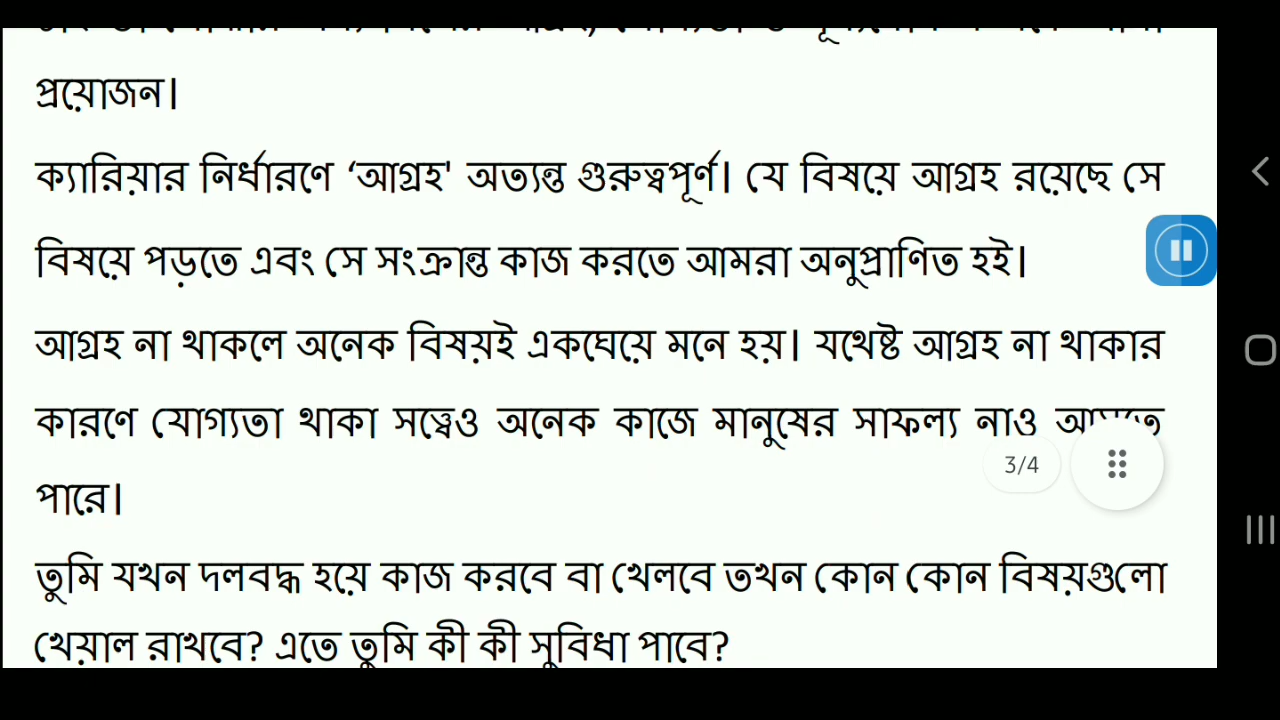 প্রয়োজন।
ক্যারিয়ার নির্ধারণে ‘আগ্রহ' অত্যন্ত গুরুত্বপূর্ণ। যে বিষয়ে আগ্রহ রয়েছে সে
বিষয়ে পড়তে এবং সে সংক্রান্ত কাজ করতে আমরা অনুপ্রাণিত হই।
আগ্রহ না থাকলে অনেক বিষয়ই একঘেয়ে মনে হয়। যথেষ্ট আগ্রহ না থাকার
কারণে যোগ্যতা থাকা সত্ত্বেও অনেক কাজে মানুষের সাফল্য নাও আসতে
3/4
পারে।
তুমি যখন দলবদ্ধ হয়ে কাজ করবে বা খেলবে তখন কোন কোন বিষয়গুলো
খেয়াল রাখবে? এতে তুমি কী কী সুবিধা পাবে?